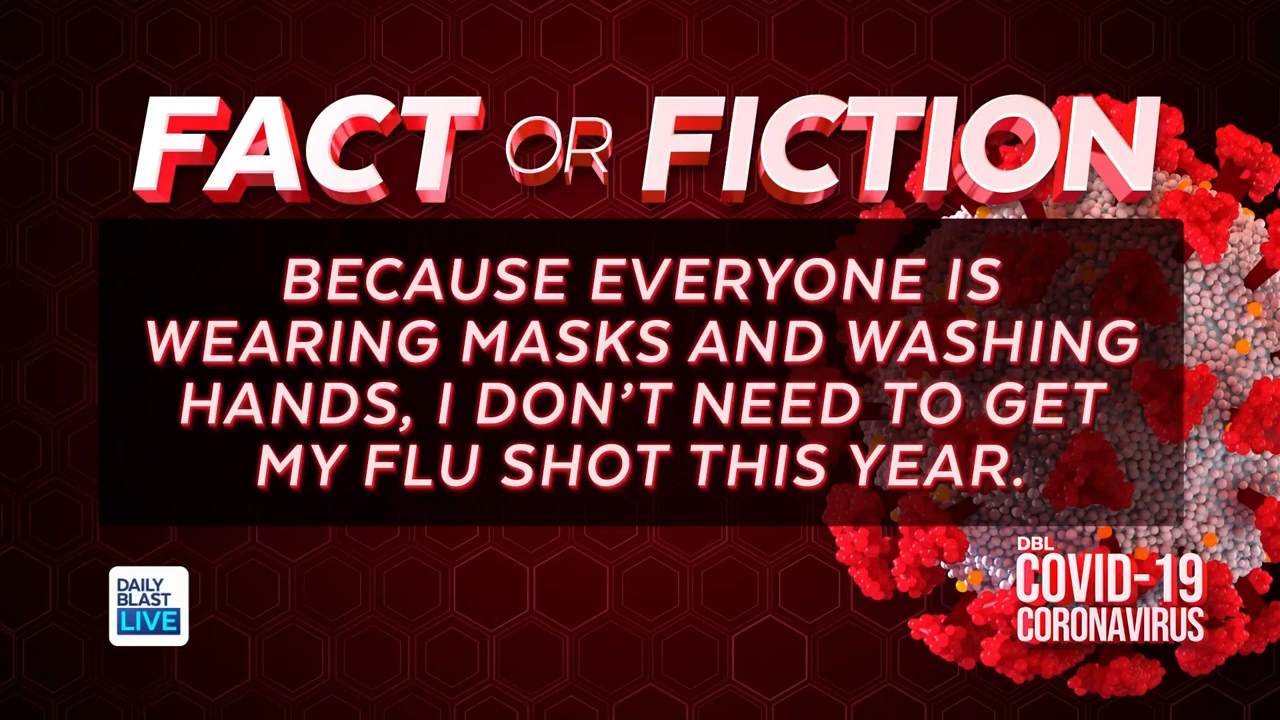 FACT OR FICTION
BECAUSE EVERYONE IS
WEARING MASKS AND WASHING
HANDS, I DON'T NEED TO GET
MY FLU SHOT THIS YEAR.
DAILY
BLAST
LIVE
DBL
COVID-19
CORONAVIRUS